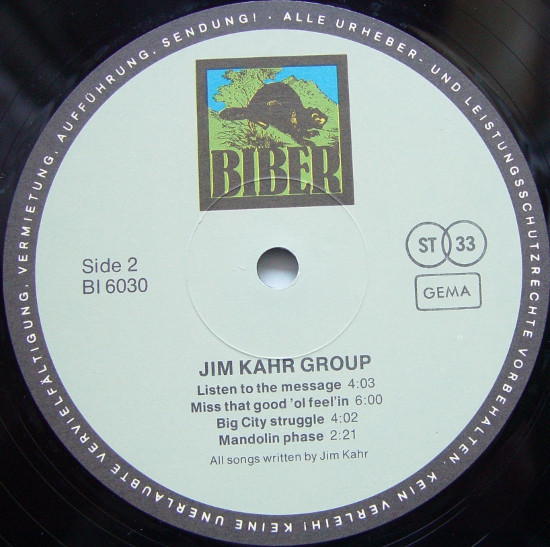 ALLE URHEBER- UND LEISTUNGSSCHUTZRECHTE VORBEHALTEN. KEIN VERLEIH! KEINE UNERLAUBTE VERVIELFÄLTIGUNG, VERMIETUNG, AUFFÜHRUNG, SENDUNG! ·
BIBER
Side 2
BI 6030
ST 33
GEMA
JIM KAHR GROUP
Listen to the message 4:03
Miss that good 'ol feel'in 6:00
Big City struggle 4:02
Mandolin phase 2:21
All songs written by Jim Kahr